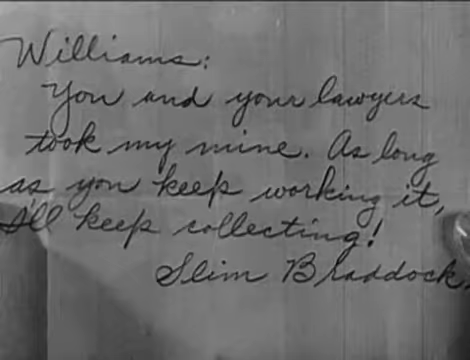 Williams:
You and your lawyers
took my mine. As long
as you keep working it,
I'll keep collecting!
Slim Braddock.